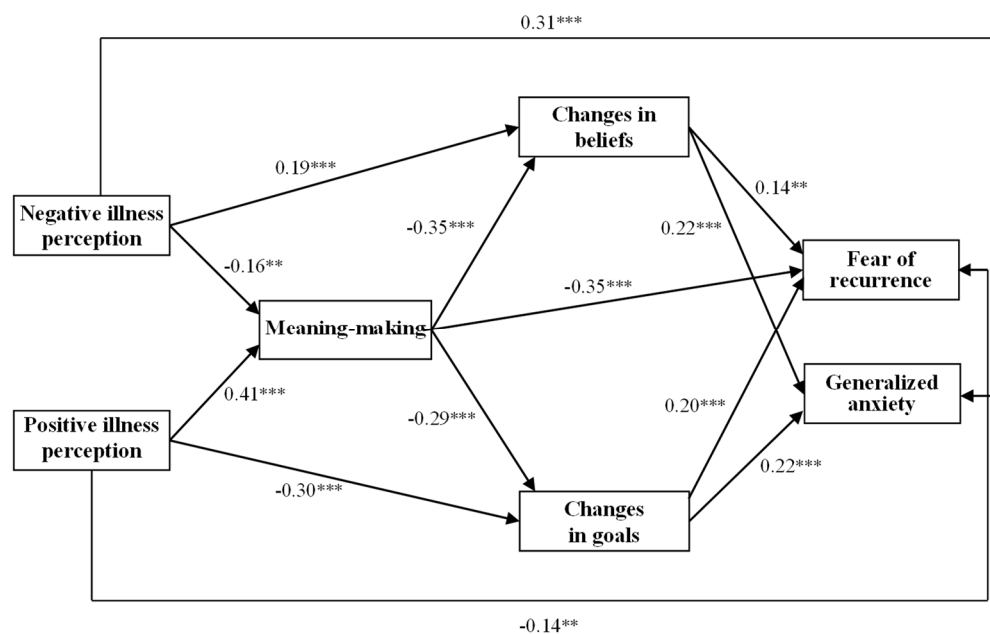 0.31***
Changes in
beliefs
0.19***
0.14**
Negative illness
perception
-0.35***
0.22***
-0.16**
Fear of
recurrence
-0.35***
Meaning-making
Generalized
anxiety
0.41***
0.20***
-0.29***
Positive illness
perception
0.22***
-0.30***
Changes
in goals
-0.14**